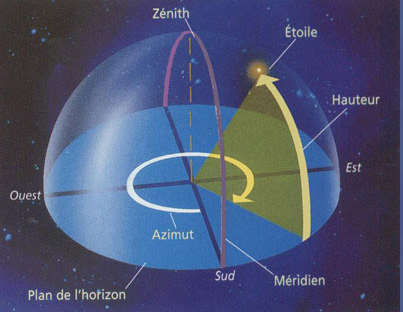 Zénith
Étoile
Hauteur
Est
Ouest
Azimut
Sud
Méridien
Plan de l'horizon